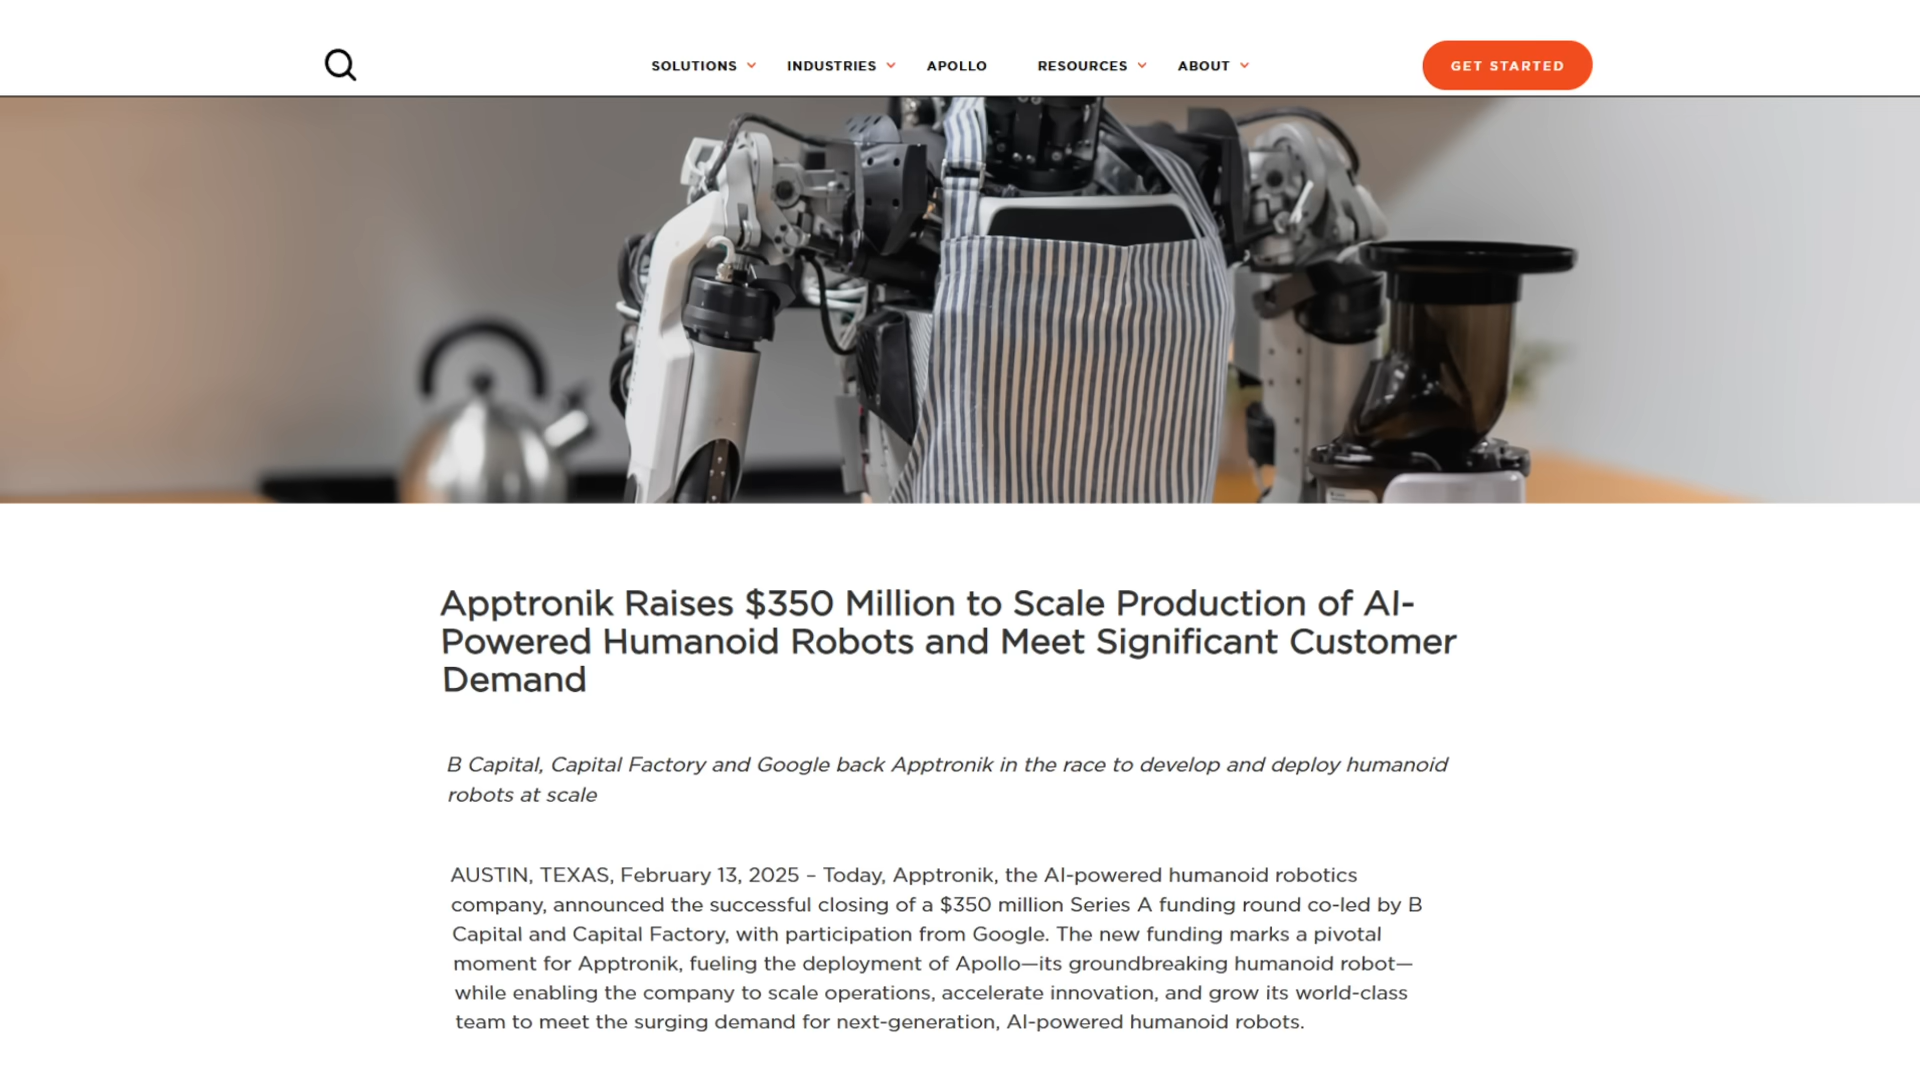 SOLUTIONS INDUSTRIES APOLLO RESOURCES ABOUT GET STARTED
Apptronik Raises $350 Million to Scale Production of AI-
Powered Humanoid Robots and Meet Significant Customer
Demand
B Capital, Capital Factory and Google back Apptronik in the race to develop and deploy humanoid
robots at scale
AUSTIN, TEXAS, February 13, 2025 – Today, Apptronik, the AI-powered humanoid robotics
company, announced the successful closing of a $350 million Series A funding round co-led by B
Capital and Capital Factory, with participation from Google. The new funding marks a pivotal
moment for Apptronik, fueling the deployment of Apollo—its groundbreaking humanoid robot—
while enabling the company to scale operations, accelerate innovation, and grow its world-class
team to meet the surging demand for next-generation, AI-powered humanoid robots.